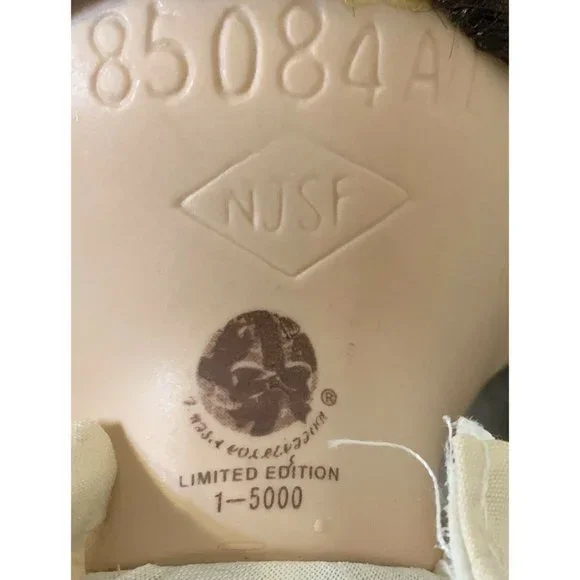 85084A
NJSF
®
LIMITED EDITION
1-5000